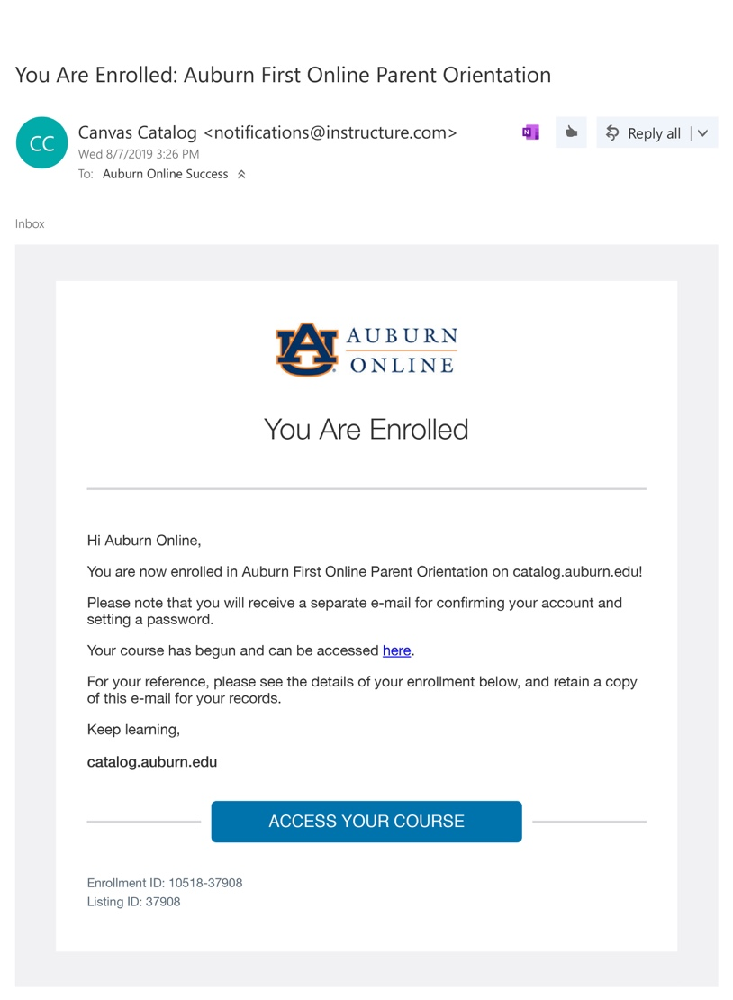 You Are Enrolled: Auburn First Online Parent Orientation
CC
Canvas Catalog <notifications@instructure.com>
Reply all
Wed 8/7/2019 3:26 PM
To: Auburn Online Success
Inbox
AUBURN
ONLINE
You Are Enrolled
Hi Auburn Online,
You are now enrolled in Auburn First Online Parent Orientation on catalog.auburn.edu!
Please note that you will receive a separate e-mail for confirming your account and
setting a password.
Your course has begun and can be accessed here.
For your reference, please see the details of your enrollment below, and retain a copy
of this e-mail for your records.
Keep learning,
catalog.auburn.edu
ACCESS YOUR COURSE
Enrollment ID: 10518-37908
Listing ID: 37908